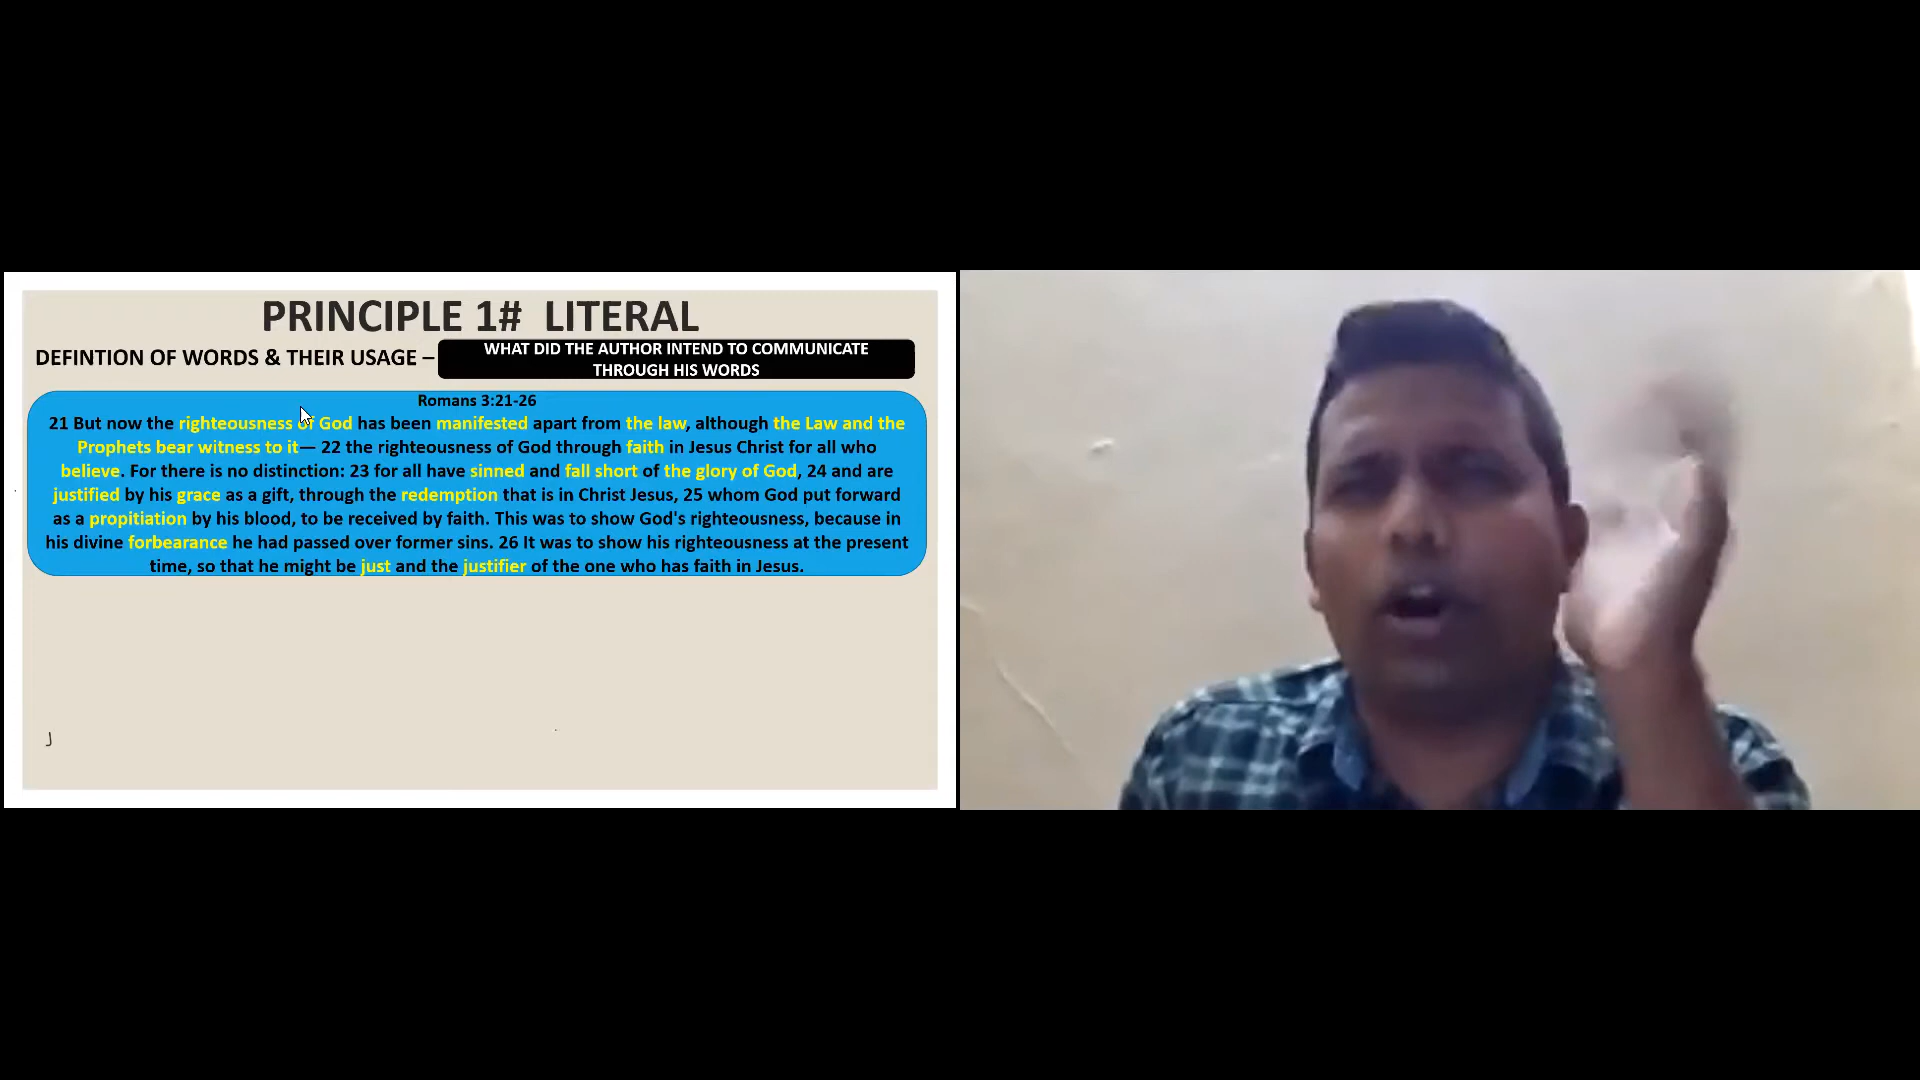 PRINCIPLE 1# LITERAL
DEFINTION OF WORDS & THEIR USAGE –
WHAT DID THE AUTHOR INTEND TO COMMUNICATE
THROUGH HIS WORDS
Romans 3:21-26
21 But now the righteousness of God has been manifested apart from the law, although the Law and the
Prophets bear witness to it— 22 the righteousness of God through faith in Jesus Christ for all who
believe. For there is no distinction: 23 for all have sinned and fall short of the glory of God, 24 and are
justified by his grace as a gift, through the redemption that is in Christ Jesus, 25 whom God put forward
as a propitiation by his blood, to be received by faith. This was to show God's righteousness, because in
his divine forbearance he had passed over former sins. 26 It was to show his righteousness at the present
time, so that he might be just and the justifier of the one who has faith in Jesus.